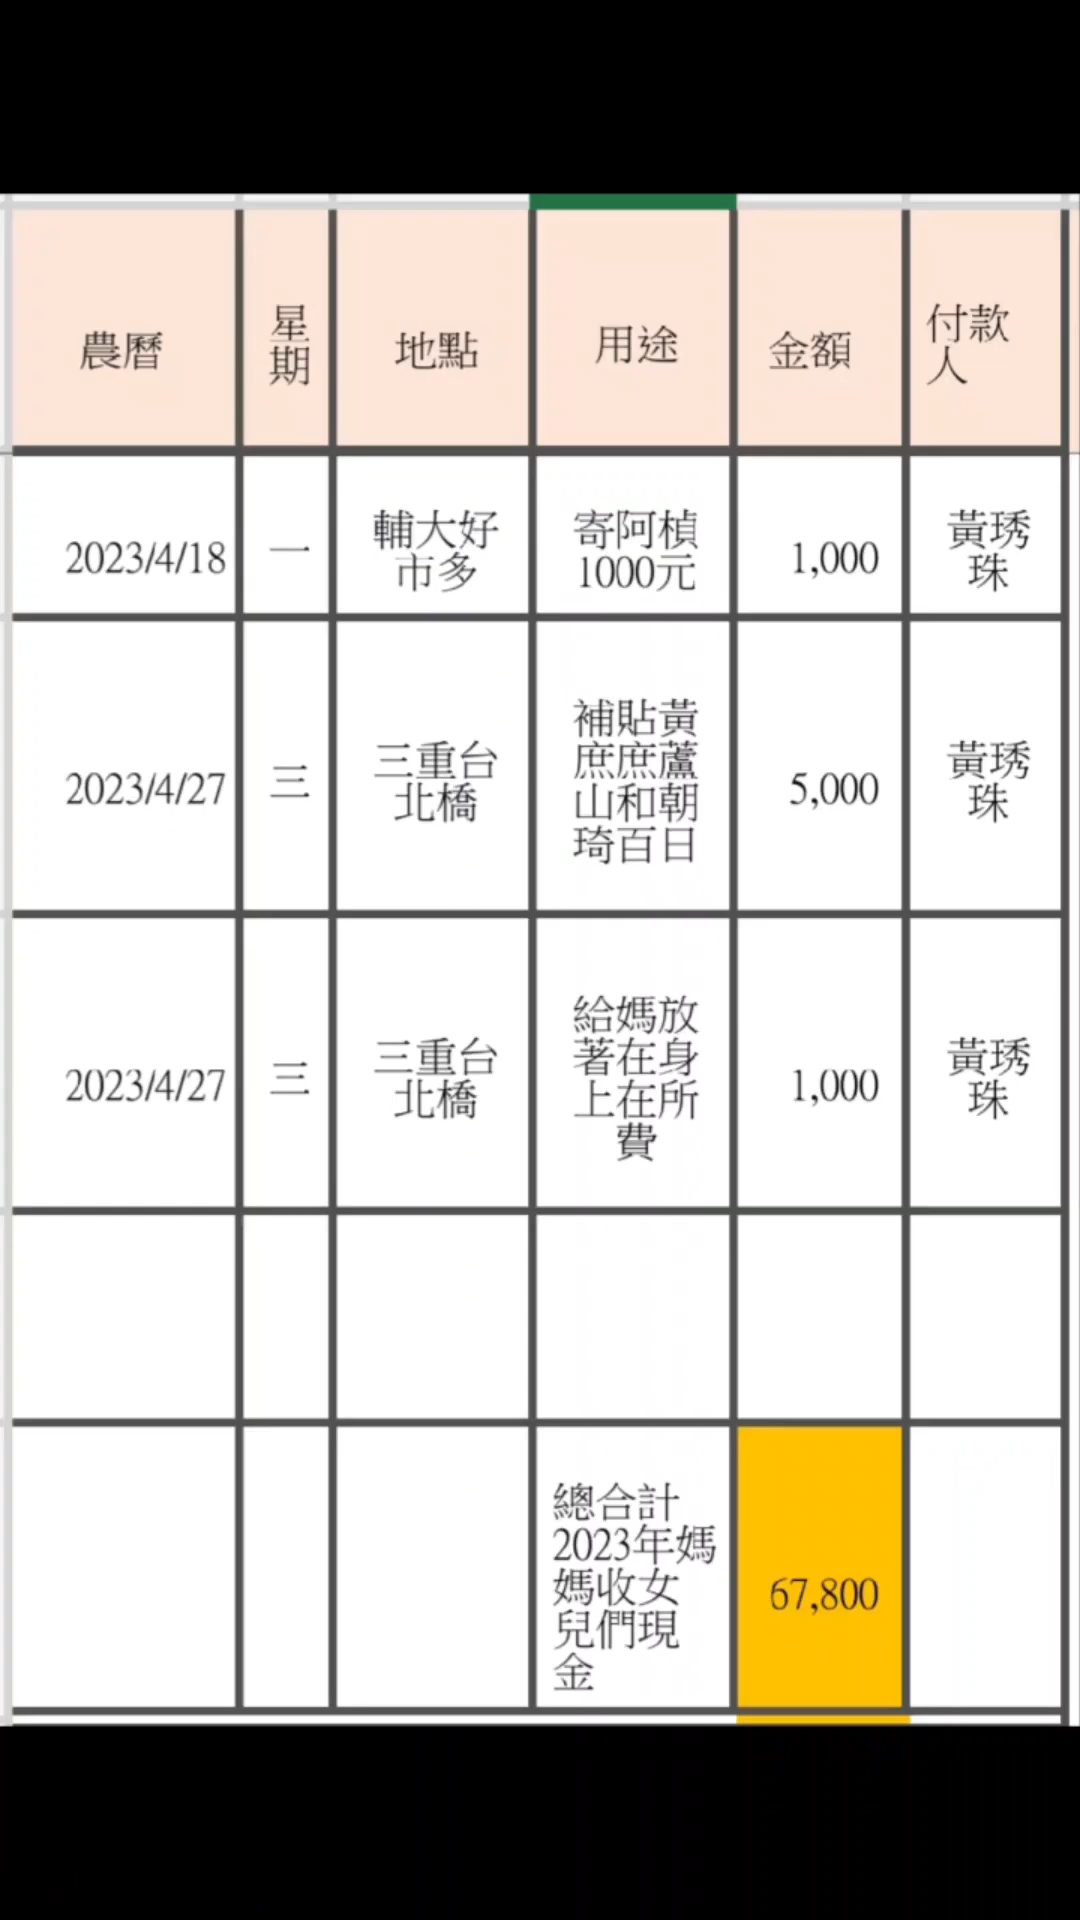 農曆
星
期
地點
用途
金額
付款
人
2023/4/18
一
輔大好
市多
寄阿楨
1000元
1,000
黃琇
珠
2023/4/27
三
三重台
北橋
補貼黃
庶庶蘆
山和朝
琦百日
5,000
黃琇
珠
2023/4/27
三
三重台
北橋
給媽放
著在身
上在所
費
1,000
黃琇
珠
總合計
2023年媽
媽收女
兒們現
金
67,800